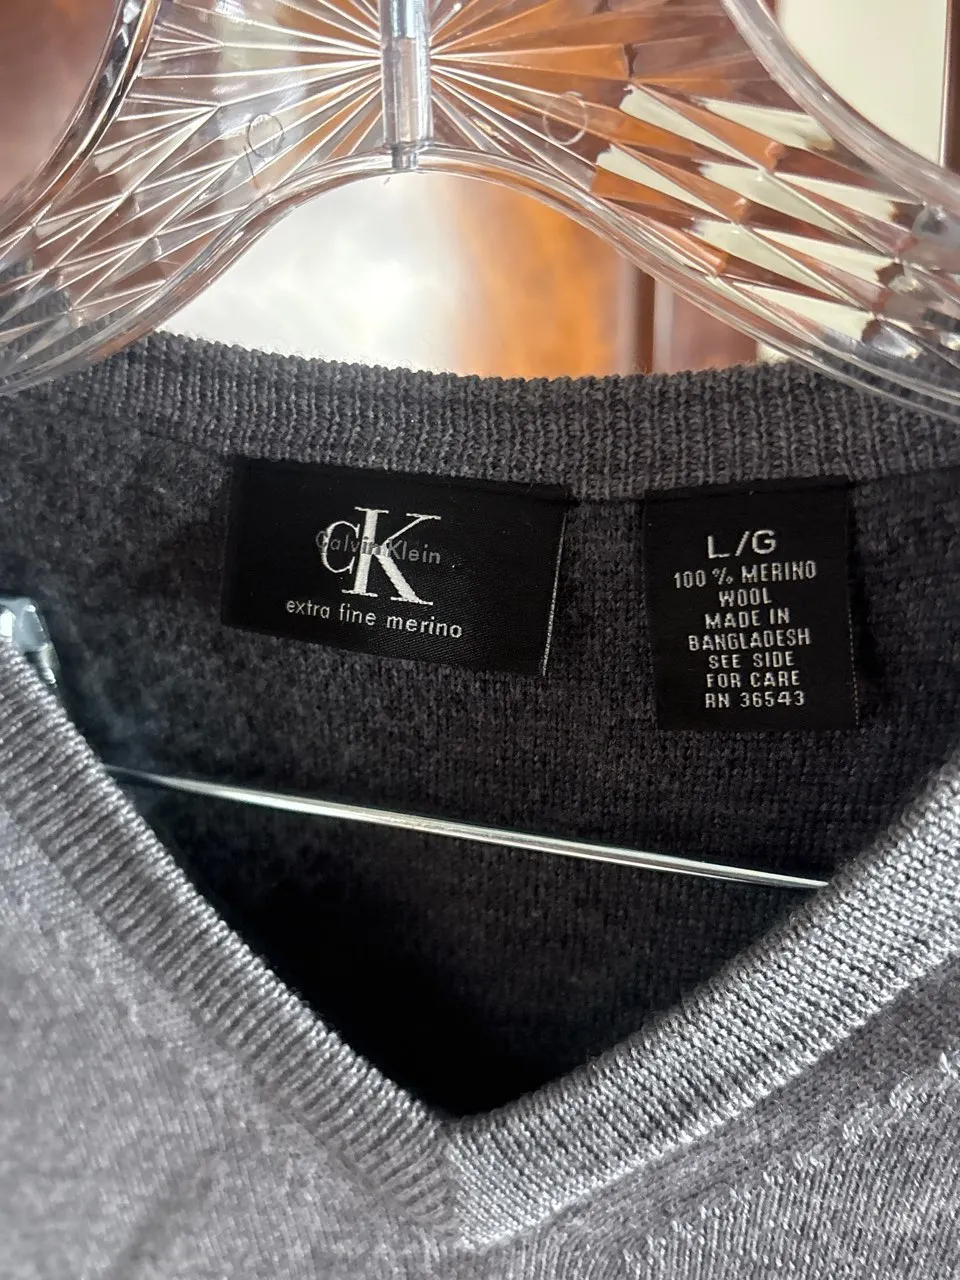 CK
Calvin Klein
extra fine merino
L/G
100 % MERINO
WOOL
MADE IN
BANGLADESH
SEE SIDE
FOR CARE
RN 36543